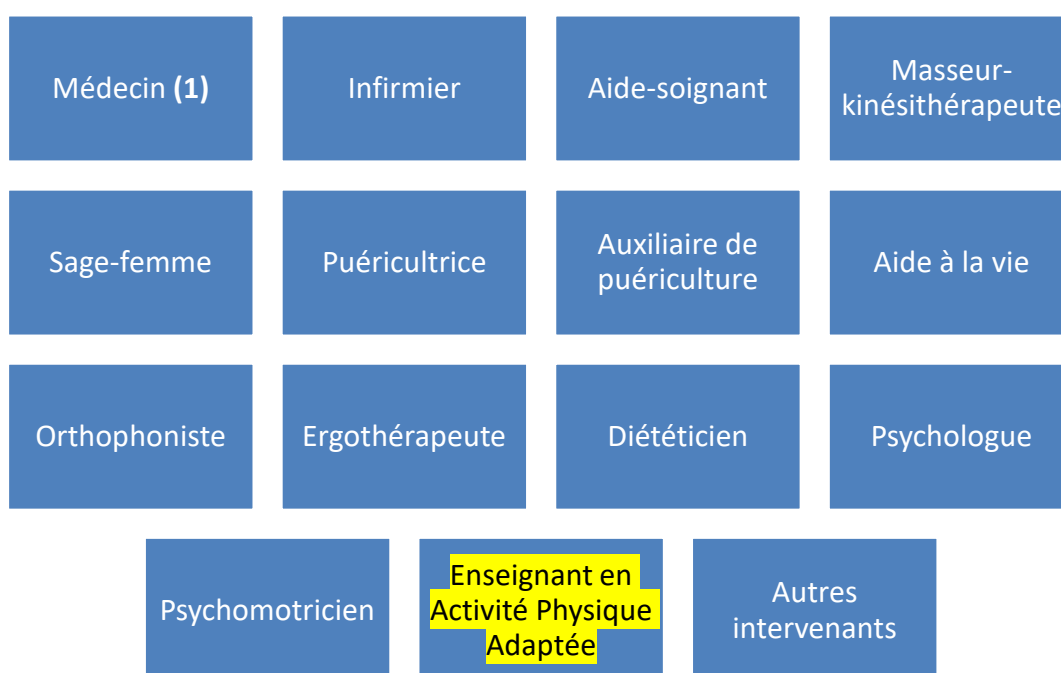 Médecin (1)
Infirmier
Aide-soignant
Masseur-
kinésithérapeute
Sage-femme
Puéricultrice
Auxiliaire de
puériculture
Aide à la vie
Orthophoniste
Ergothérapeute
Diététicien
Psychologue
Psychomotricien
Enseignant en
Activité Physique
Adaptée
Autres
intervenants